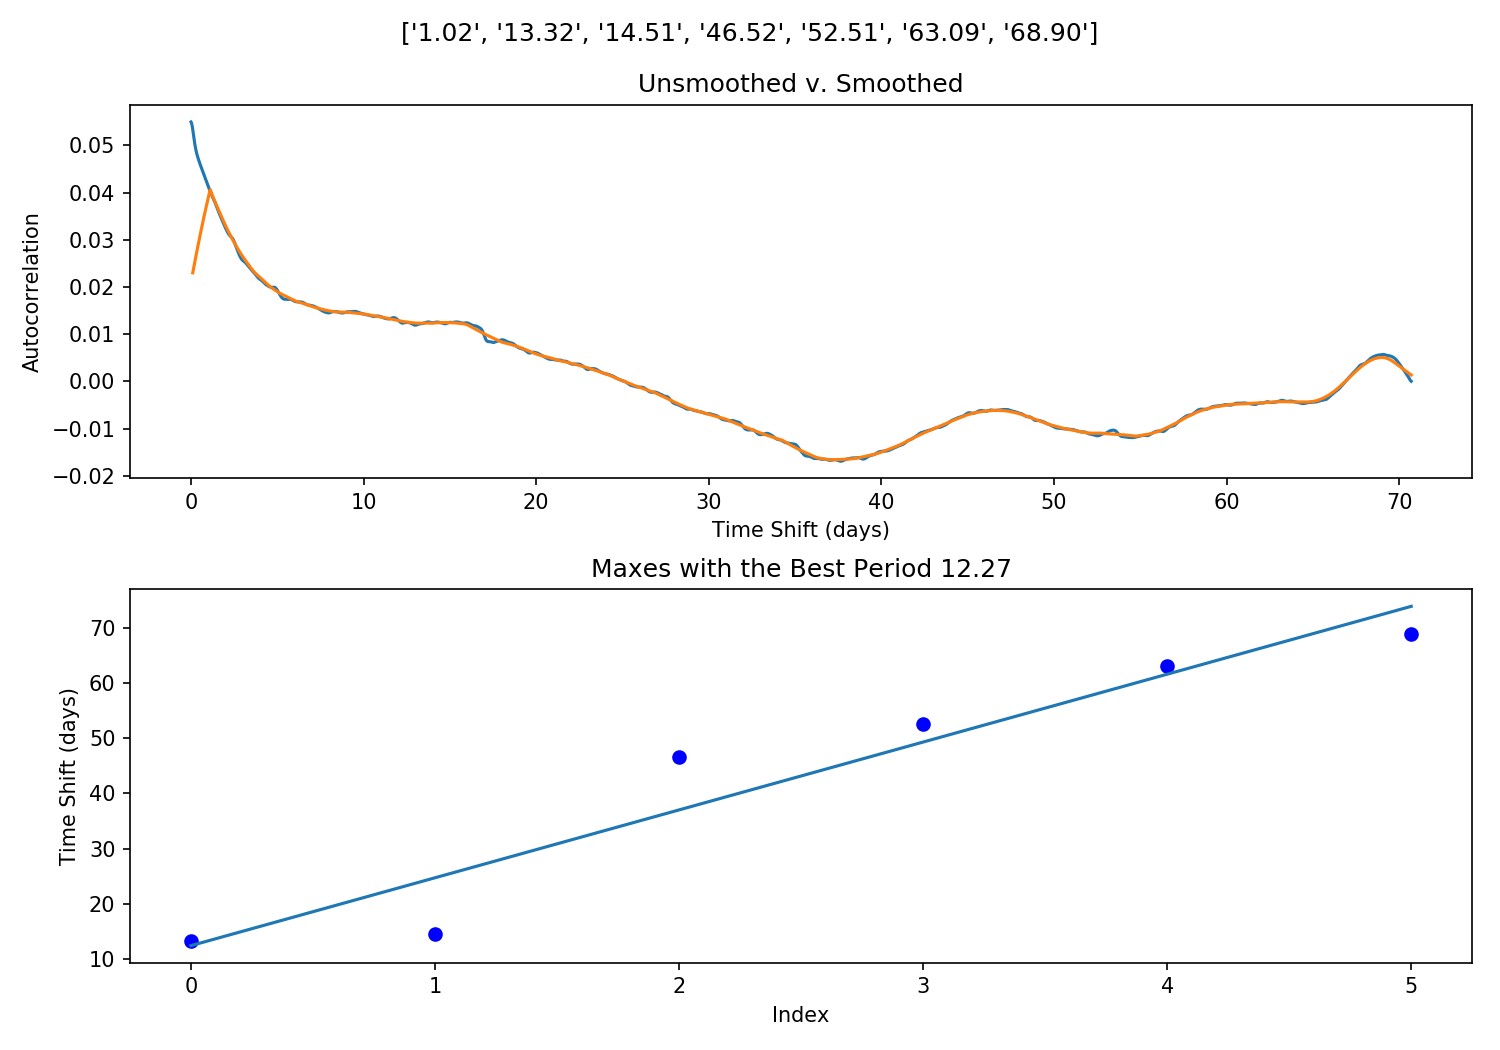 ['1.02', '13.32', '14.51', '46.52', '52.51', '63.09', '68.90']
Unsmoothed v. Smoothed
Autocorrelation
0.05
0.04
0.03
0.02
0.01
0.00
−0.01
−0.02
0 10 20 30 40 50 60 70
Time Shift (days)
Maxes with the Best Period 12.27
Time Shift (days)
70
60
50
40
30
20
10
0 1 2 3 4 5
Index